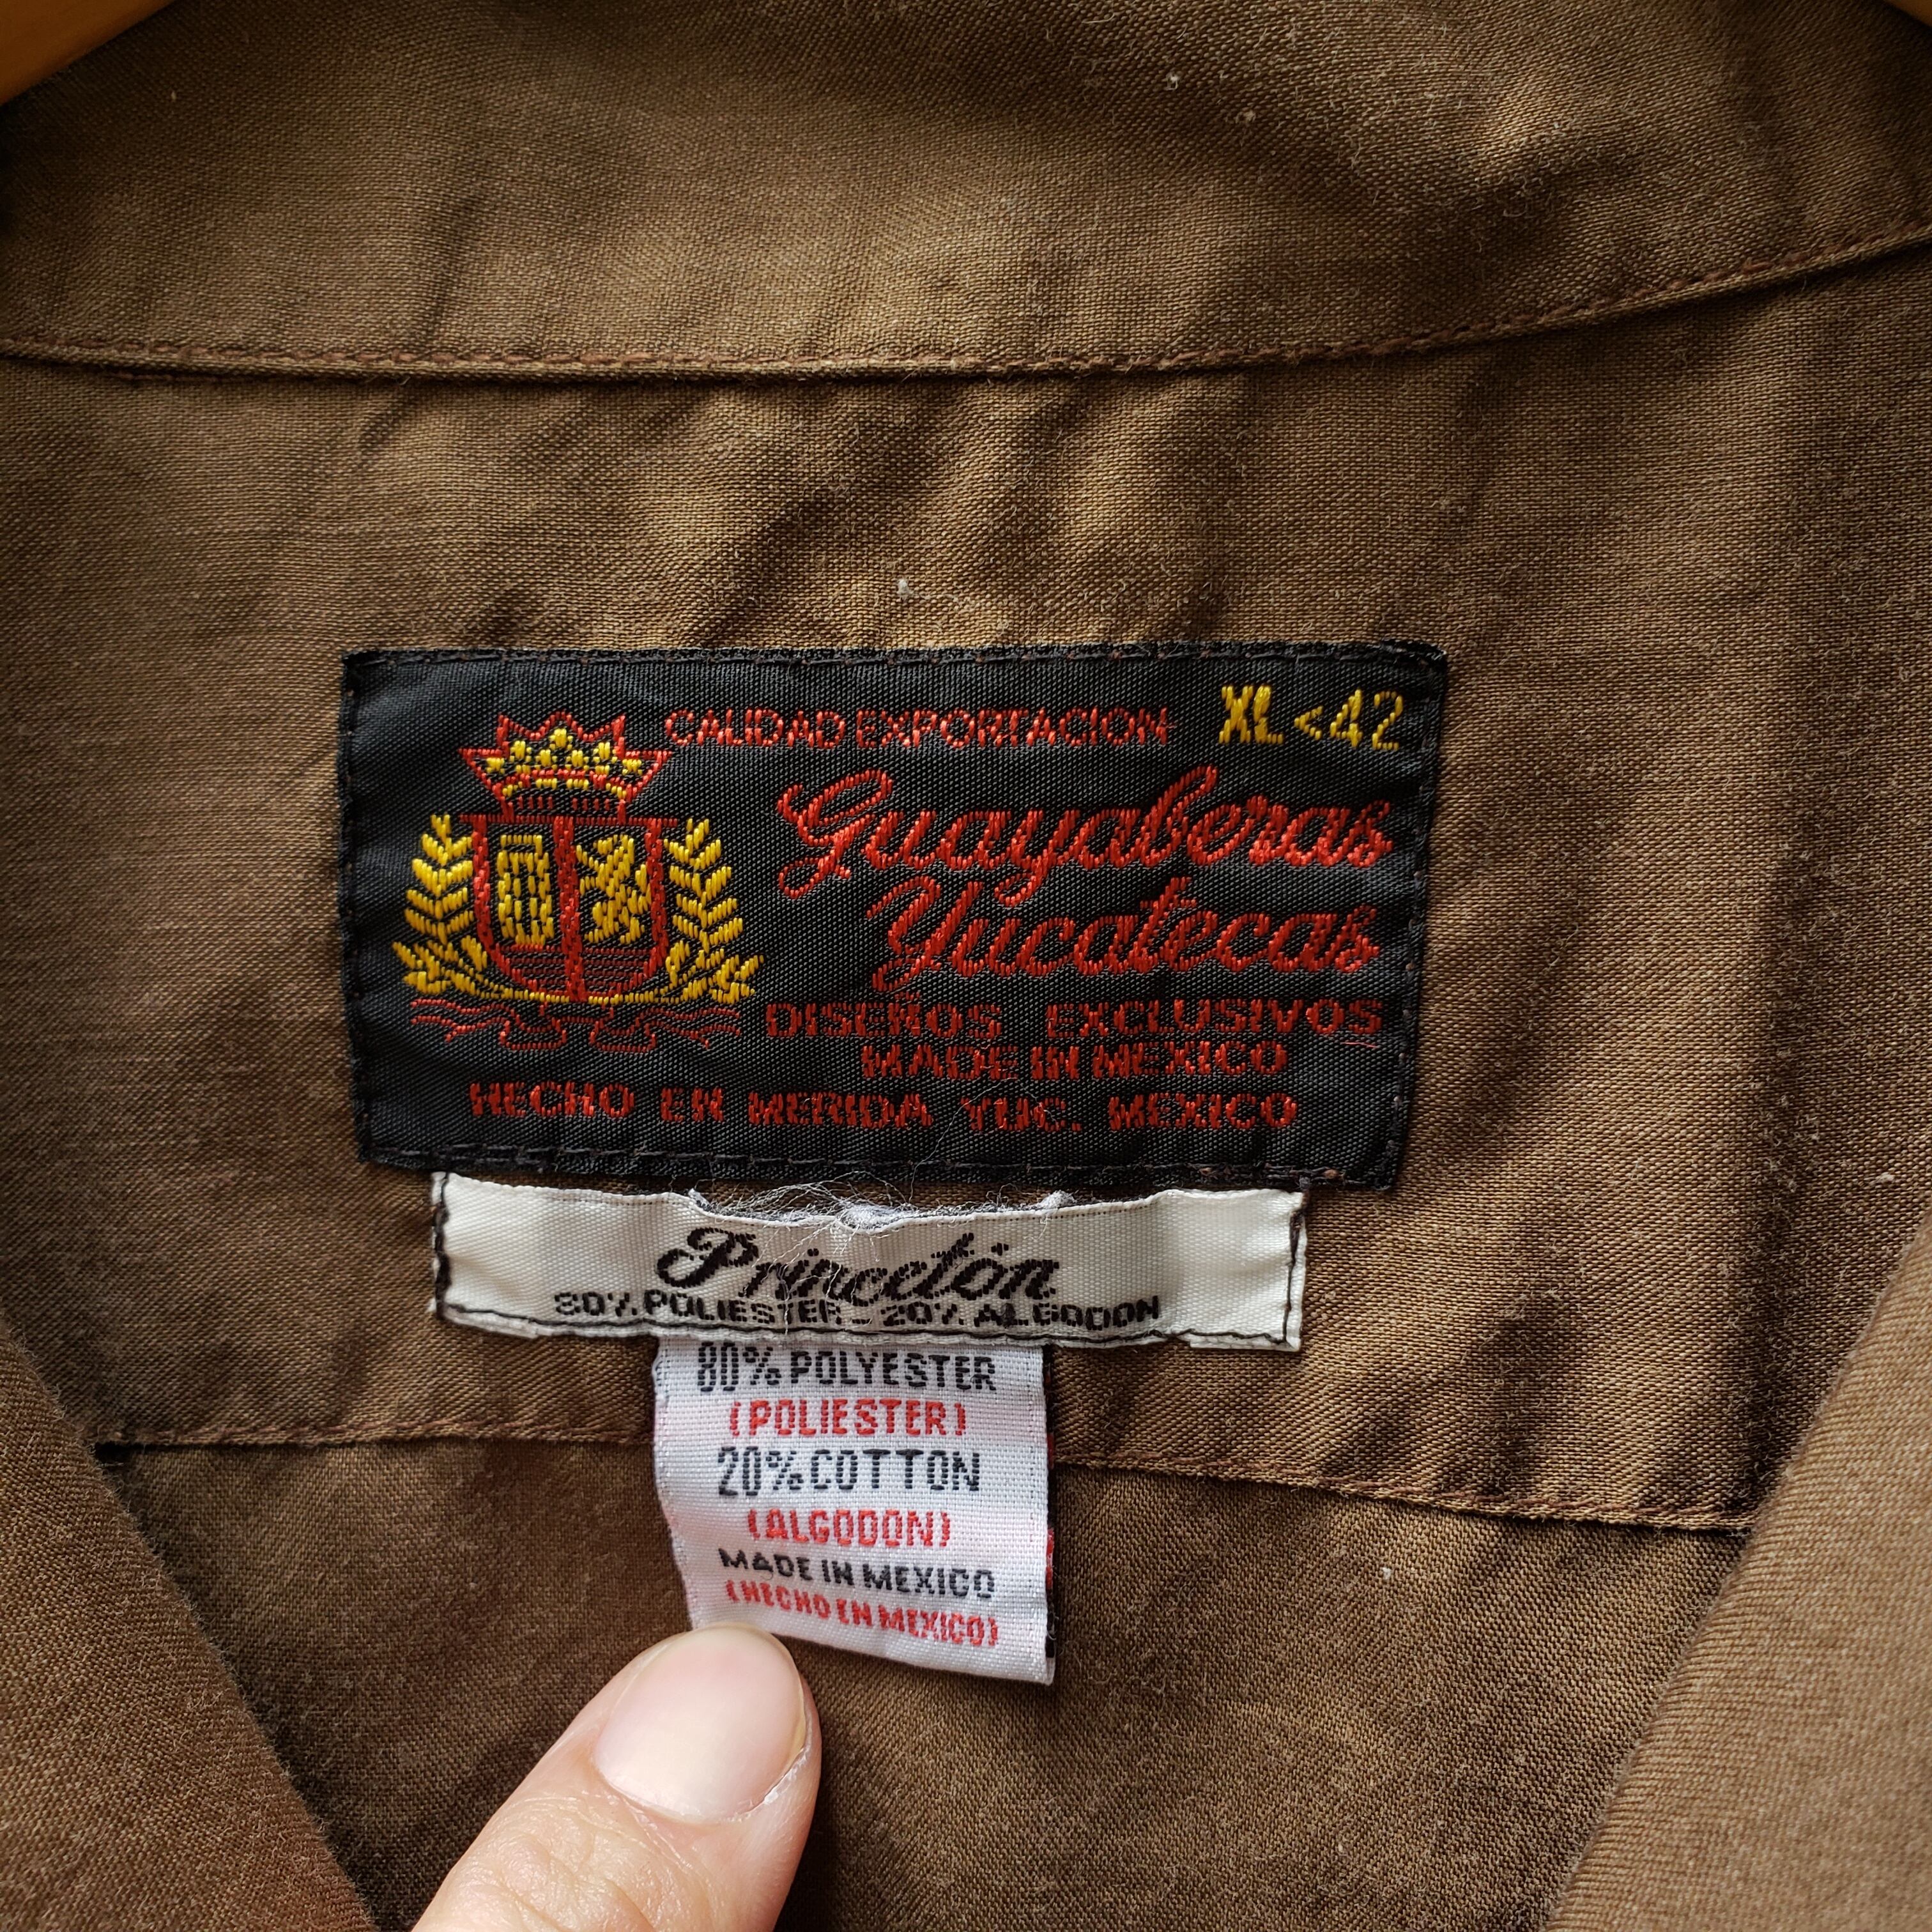 CALIDAD EXPORTACION XL <42
Guayaberas
Yucatecas
DISEÑOS EXCLUSIVOS
MADE IN MEXICO
HECHO EN MERIDA YUC. MEXICO
Princetón
80% POLIESTER - 20% ALGODON
80% POLYESTER
(POLIESTER)
20% COTTON
(ALGODON)
MADE IN MEXICO
(HECHO EN MEXICO)